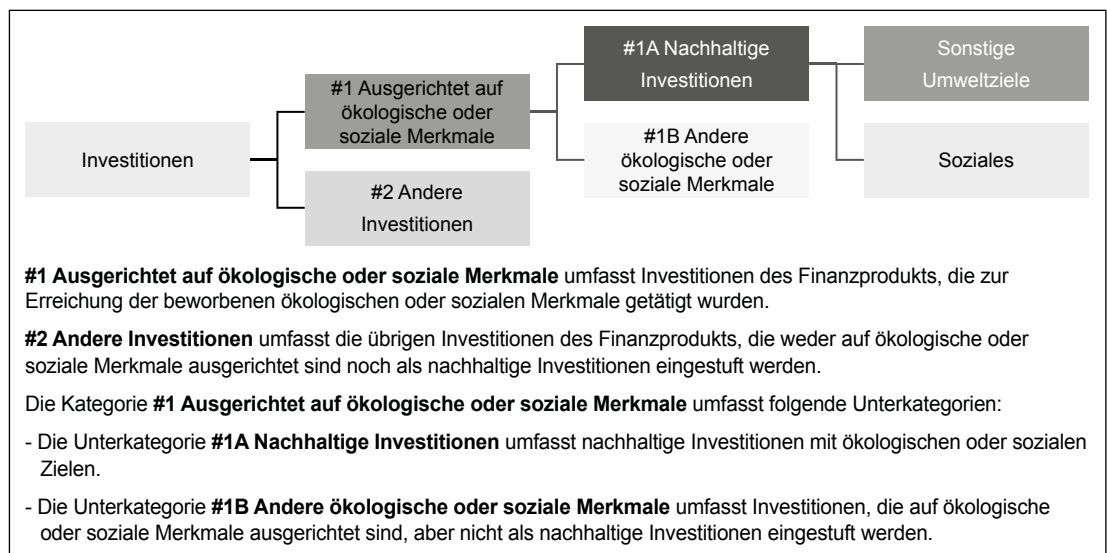 Investitionen
#1 Ausgerichtet auf
ökologische oder
soziale Merkmale
#2 Andere
Investitionen
#1A Nachhaltige
Investitionen
#1B Andere
ökologische oder
soziale Merkmale
Sonstige
Umweltziele
Soziales
#1 Ausgerichtet auf ökologische oder soziale Merkmale umfasst Investitionen des Finanzprodukts, die zur
Erreichung der beworbenen ökologischen oder sozialen Merkmale getätigt wurden.
#2 Andere Investitionen umfasst die übrigen Investitionen des Finanzprodukts, die weder auf ökologische oder
soziale Merkmale ausgerichtet sind noch als nachhaltige Investitionen eingestuft werden.
Die Kategorie #1 Ausgerichtet auf ökologische oder soziale Merkmale umfasst folgende Unterkategorien:
- Die Unterkategorie #1A Nachhaltige Investitionen umfasst nachhaltige Investitionen mit ökologischen oder sozialen
Zielen.
- Die Unterkategorie #1B Andere ökologische oder soziale Merkmale umfasst Investitionen, die auf ökologische
oder soziale Merkmale ausgerichtet sind, aber nicht als nachhaltige Investitionen eingestuft werden.